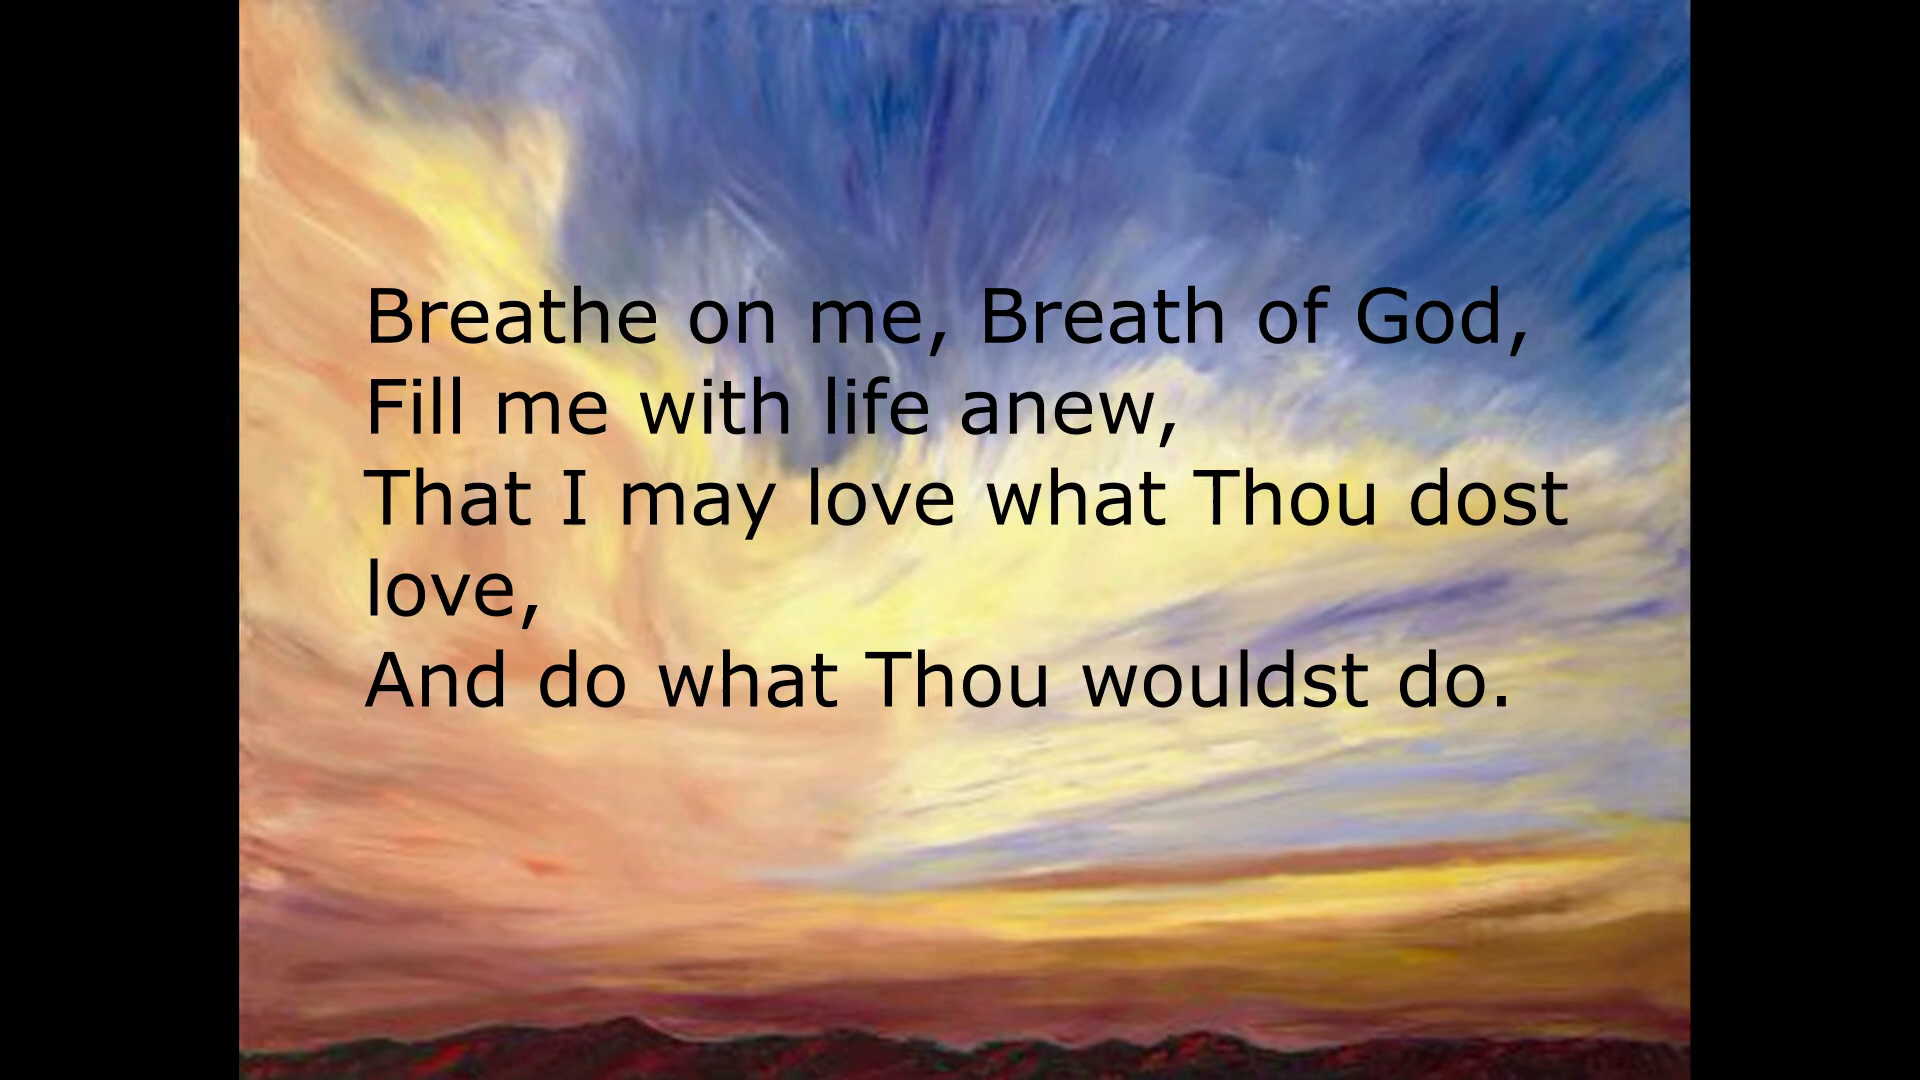 Breathe on me, Breath of God,
Fill me with life anew,
That I may love what Thou dost
love,
And do what Thou wouldst do.